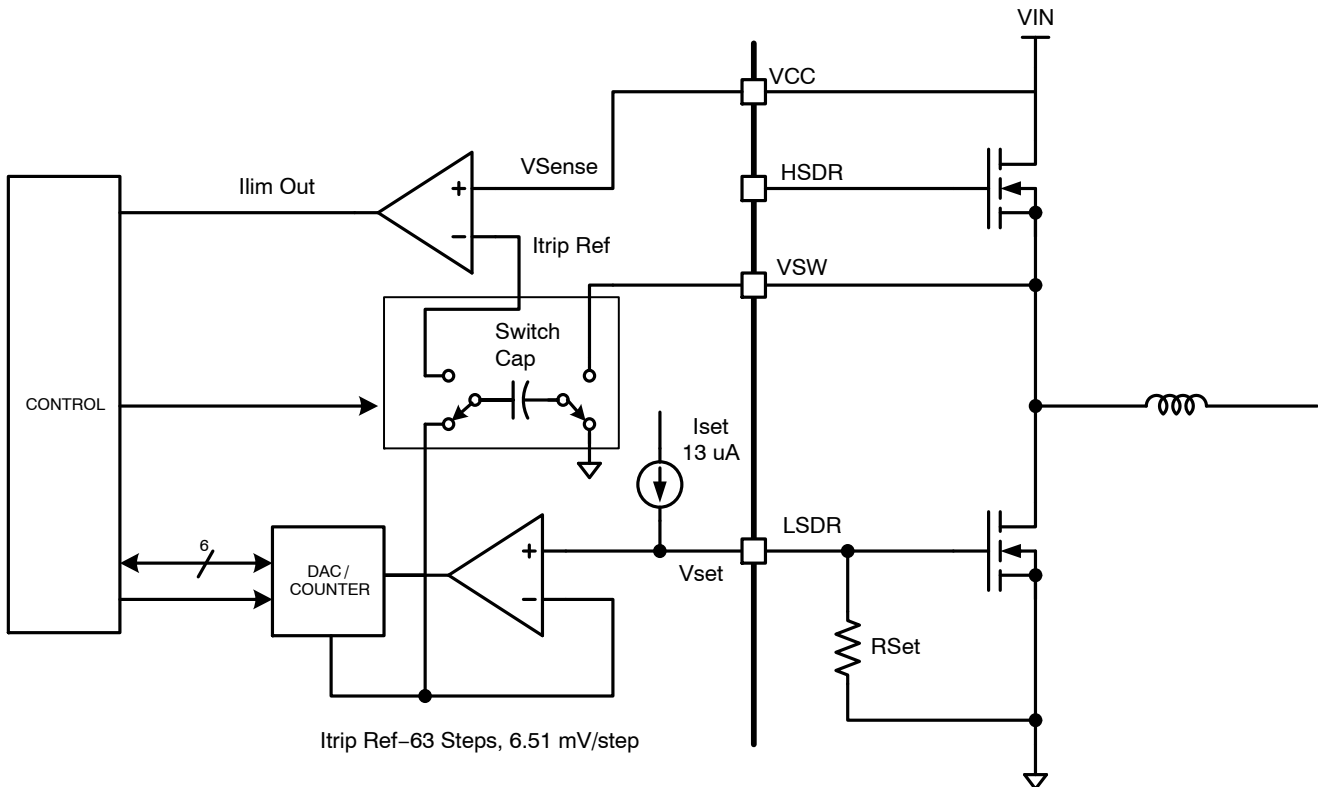 VIN
VCC
VSense
HSDR
Ilim Out
+
−
Itrip Ref
VSW
Switch
Cap
CONTROL
Iset
13 uA
LSDR
6
DAC/
COUNTER
+
−
Vset
RSet
Itrip Ref−63 Steps, 6.51 mV/step